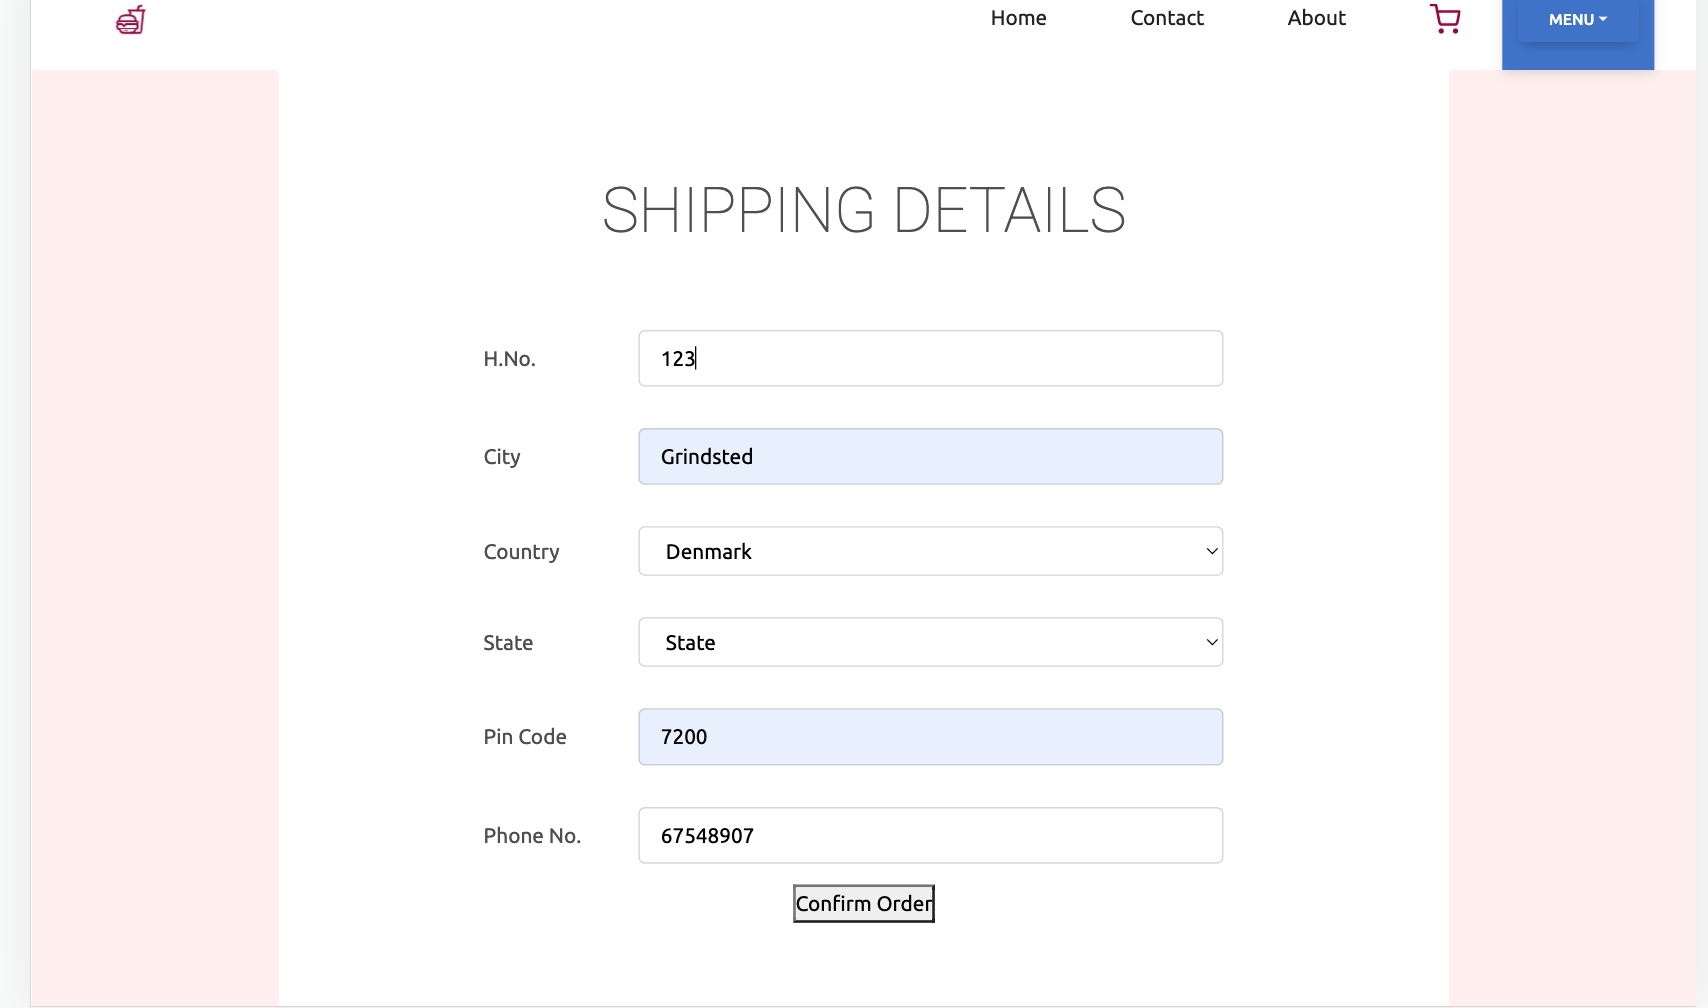 Home Contact About MENU
SHIPPING DETAILS
H.No. 123
City Grindsted
Country Denmark
State State
Pin Code 7200
Phone No. 67548907
Confirm Order